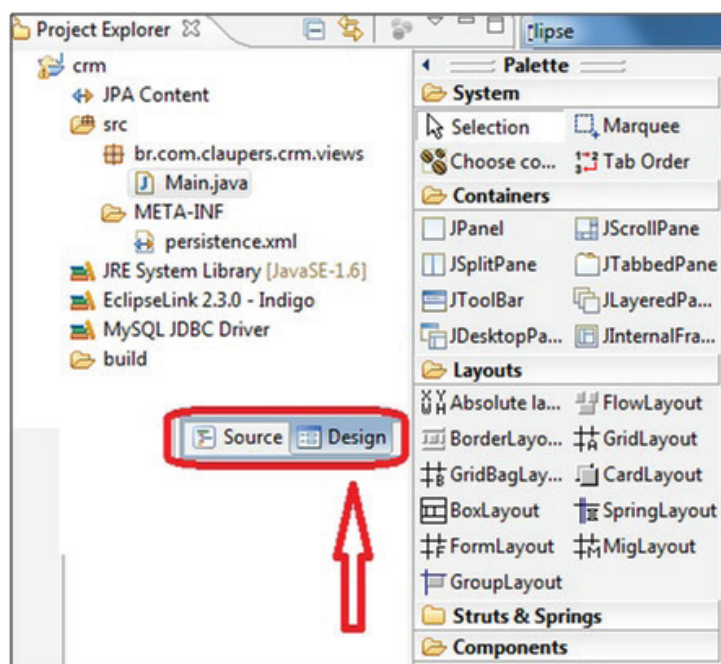 Project Explorer
crm
JPA Content
src
br.com.claupers.crm.views
Main.java
META-INF
persistence.xml
JRE System Library [JavaSE-1.6]
EclipseLink 2.3.0 - Indigo
MySQL JDBC Driver
build
Source Design
lipse
Palette
System
Selection Marquee
Choose co... Tab Order
Containers
JPanel JScrollPane
JSplitPane JTabbedPane
JToolBar JLayeredPa...
JDesktopPa... JInternalFra...
Layouts
Absolute la... FlowLayout
BorderLayo... GridLayout
GridBagLay... CardLayout
BoxLayout SpringLayout
FormLayout MigLayout
GroupLayout
Struts & Springs
Components